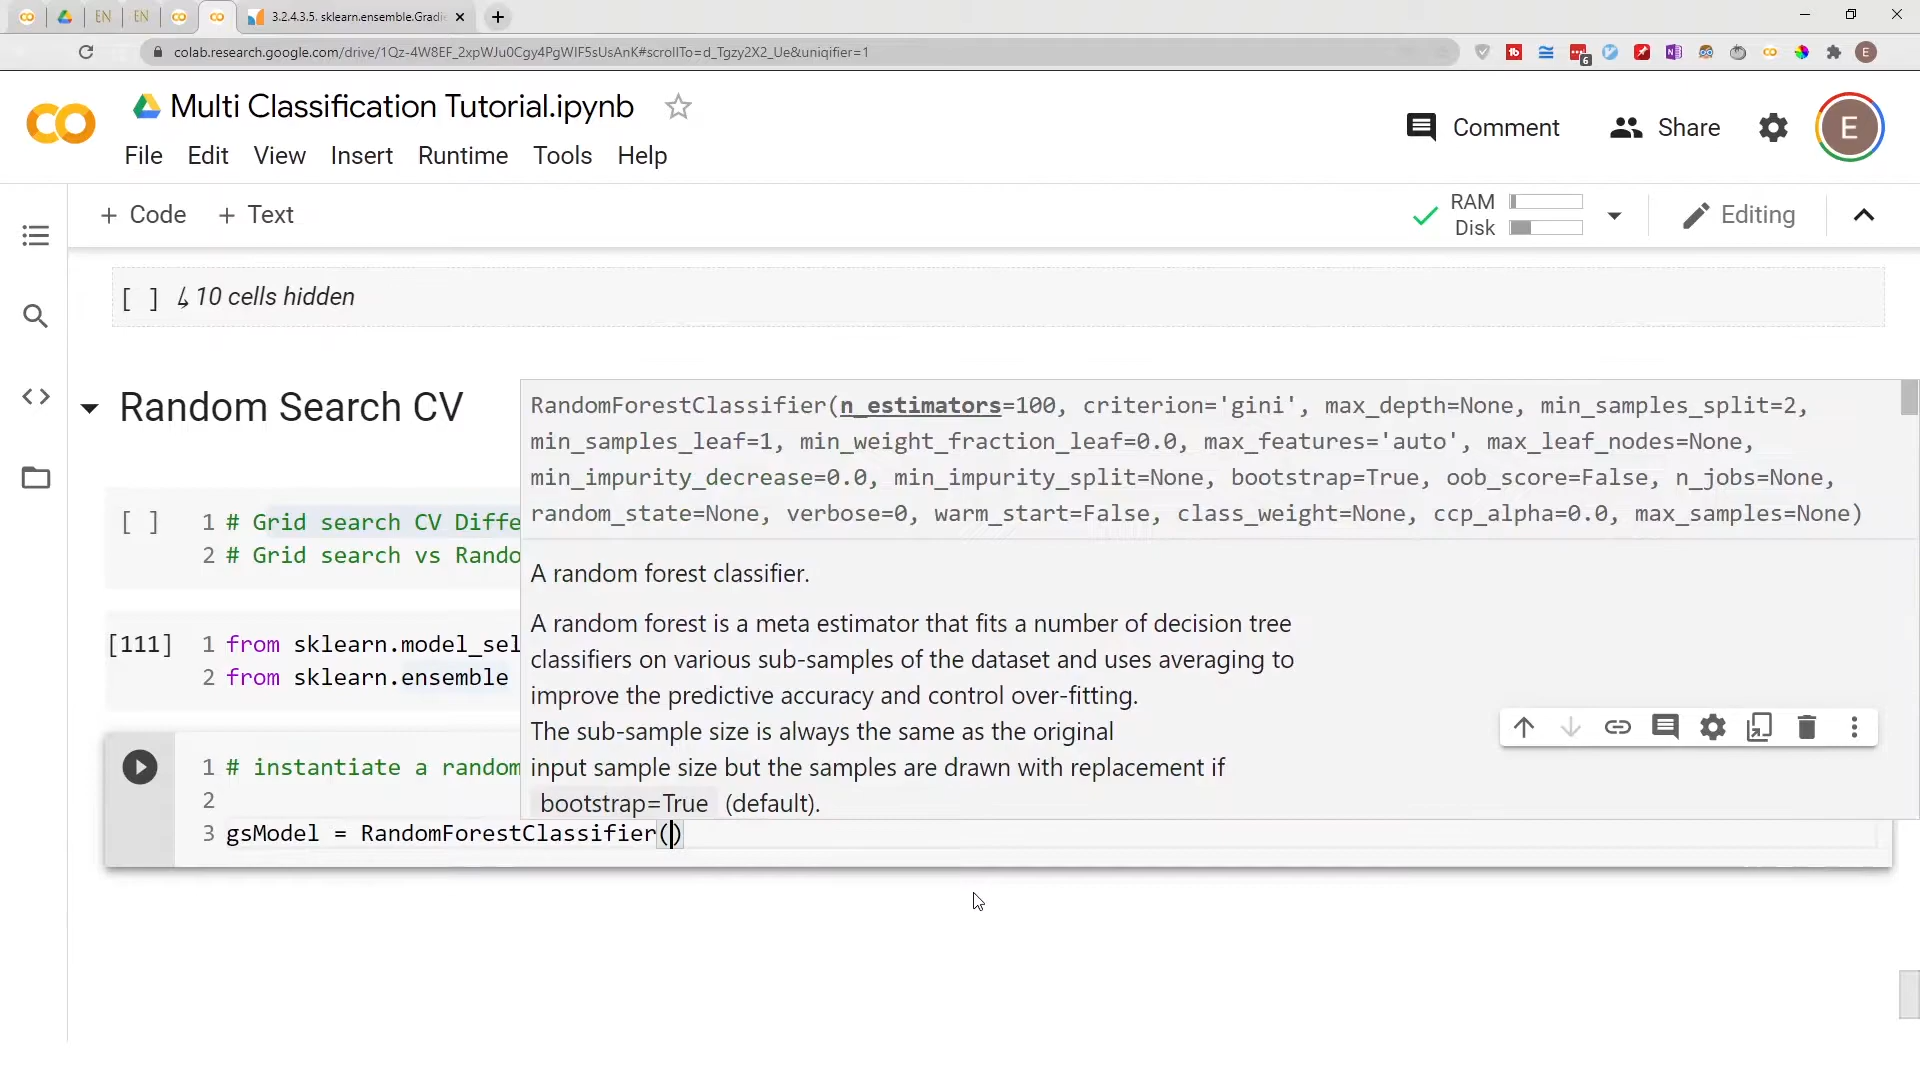 EN
EN
3.2.4.3.5. sklearn.ensemble.Gradi
colab.research.google.com/drive/1Qz-4W8EF_2xpWJu0Cgy4PgWIF5sUsAnK#scrollTo=d_Tgzy2X2_Ue&uniqifier=1
6
E
Multi Classification Tutorial.ipynb
Comment
Share
E
File Edit View Insert Runtime Tools Help
+ Code + Text
RAM
Disk
Editing
[ ] 10 cells hidden
Random Search CV
RandomForestClassifier(n_estimators=100, criterion='gini', max_depth=None, min_samples_split=2,
min_samples_leaf=1, min_weight_fraction_leaf=0.0, max_features='auto', max_leaf_nodes=None,
min_impurity_decrease=0.0, min_impurity_split=None, bootstrap=True, oob_score=False, n_jobs=None,
random_state=None, verbose=0, warm_start=False, class_weight=None, ccp_alpha=0.0, max_samples=None)
A random forest classifier.
A random forest is a meta estimator that fits a number of decision tree
classifiers on various sub-samples of the dataset and uses averaging to
improve the predictive accuracy and control over-fitting.
The sub-sample size is always the same as the original
input sample size but the samples are drawn with replacement if
bootstrap=True (default).
[ ] 1 # Grid search CV Diffe
2 # Grid search vs Rando
[111] 1 from sklearn.model_sel
2 from sklearn.ensemble
1 # instantiate a random
2
3 gsModel = RandomForestClassifier()